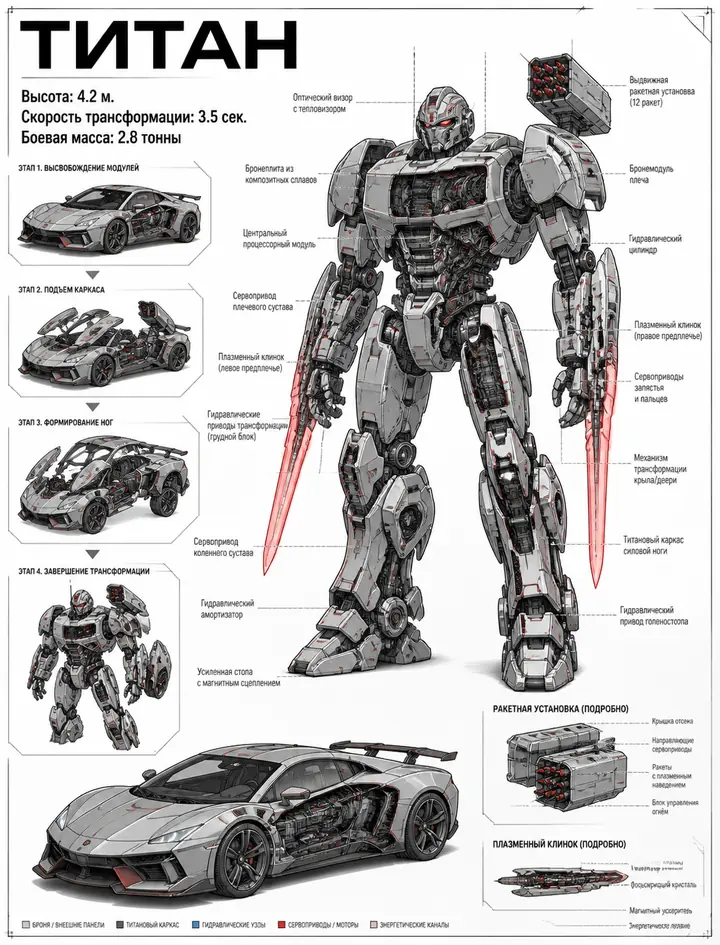 ТИТАН
Высота: 4.2 м.
Скорость трансформации: 3.5 сек.
Боевая масса: 2.8 тонны
ЭТАП 1. ВЫСВОБОЖДЕНИЕ МОДУЛЕЙ
ЭТАП 2. ПОДЪЕМ КАРКАСА
ЭТАП 3. ФОРМИРОВАНИЕ НОГ
ЭТАП 4. ЗАВЕРШЕНИЕ ТРАНСФОРМАЦИИ
Оптический визор
с тепловизором
Бронеплита из
композитных сплавов
Центральный
процессорный модуль
Сервопривод
плечевого сустава
Плазменный клинок
(левое предплечье)
Гидравлические
приводы трансформации
(грудной блок)
Сервопривод
коленного сустава
Гидравлический
амортизатор
Усиленная стопа
с магнитным сцеплением
Выдвижная
ракетная установва
(12 ракет)
Бронемодуль
плеча
Гидравлический
цилиндр
Плазменный клинок
(правое предплечье)
Сервоприводы
запястья
и пальцев
Механизм
трансформации
крыла/деери
Титановый каркас
силовой ноги
Гидравлический
привод голеностопа
РАКЕТНАЯ УСТАНОВКА (ПОДРОБНО)
Крышка отсека
Направляющие
сервоприводы
Ракеты
с плазменным
наведением
Блок управления
огнём
ПЛАЗМЕННЫЙ КЛИНОК (ПОДРОБНО)
кристаль
Магнитный ускоритель
Энергетическое
БРОНЯ / ВНЕШНИЕ ПАНЕЛИ
ТИТАНОВЫЙ КАРКАС
ГИДРАВЛИЧЕСКИЕ УЗЫ
СЕРВОПРИВОДЫ / МОТОРЫ
ЭНЕРГЕТИЧЕСКИЕ КАНАЛЫ